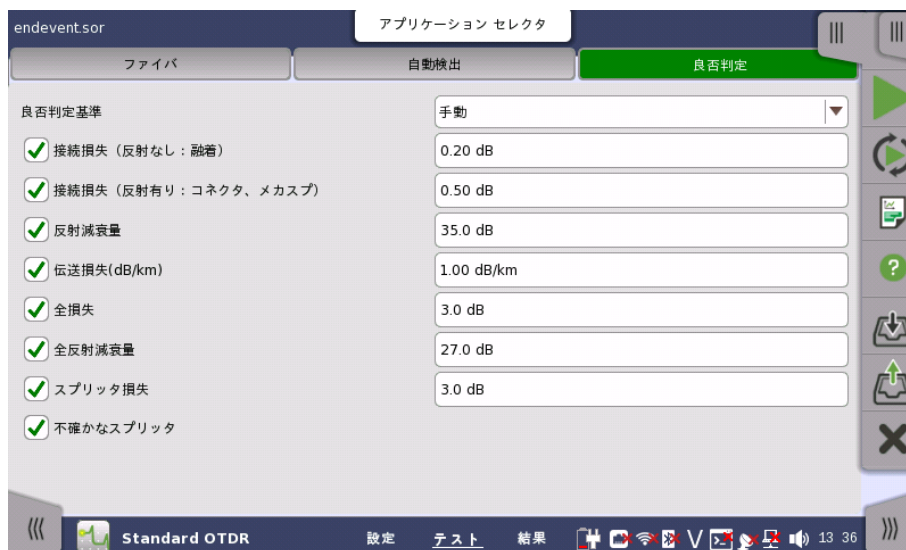 endevent.sor
アプリケーション セレクタ
ファイバ
自動検出
良否判定
良否判定基準
手動
接続損失（反射なし：融着）
0.20 dB
接続損失（反射有り：コネクタ、メカスプ）
0.50 dB
反射減衰量
35.0 dB
伝送損失(dB/km)
1.00 dB/km
全損失
3.0 dB
全反射減衰量
27.0 dB
スプリッタ損失
3.0 dB
不確かなスプリッタ
Standard OTDR
設定
テスト
結果
13 36